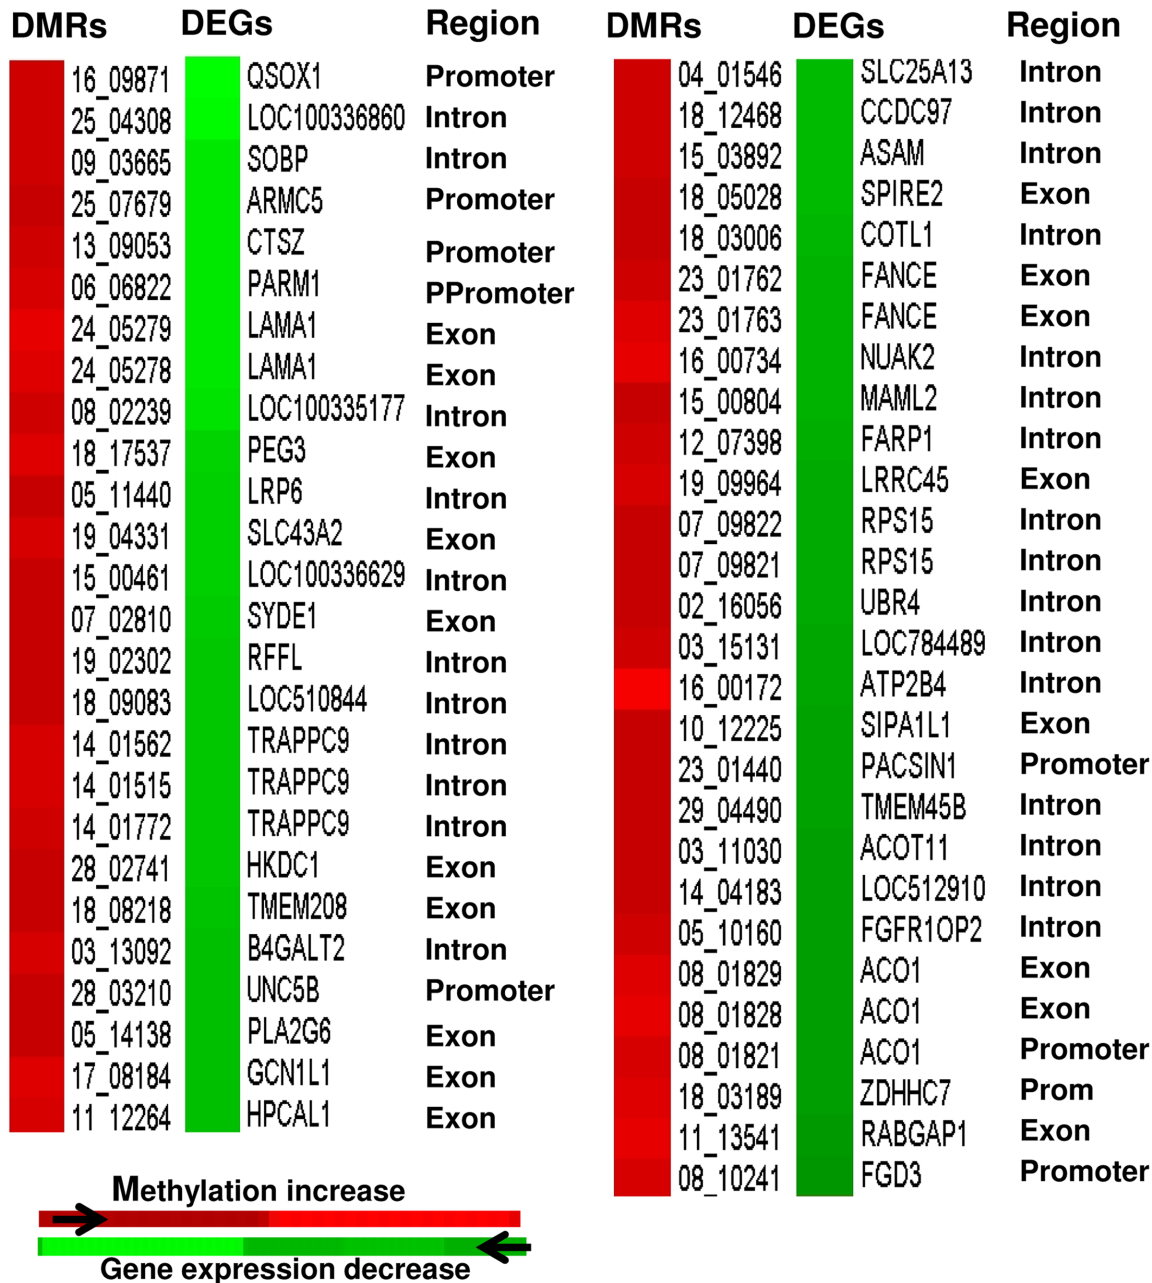 DMRs DEGs Region
16_09871 QSOX1 Promoter
25_04308 LOC100336860 Intron
09_03665 SOBP Intron
25_07679 ARMC5 Promoter
13_09053 CTSZ Promoter
06_06822 PARM1 PPromoter
24_05279 LAMA1 Exon
24_05278 LAMA1 Exon
08_02239 LOC100335177 Intron
18_17537 PEG3 Exon
05_11440 LRP6 Intron
19_04331 SLC43A2 Exon
15_00461 LOC100336629 Intron
07_02810 SYDE1 Exon
19_02302 RFFL Intron
18_09083 LOC510844 Intron
14_01562 TRAPPC9 Intron
14_01515 TRAPPC9 Intron
14_01772 TRAPPC9 Intron
28_02741 HKDC1 Exon
18_08218 TMEM208 Exon
03_13092 B4GALT2 Intron
28_03210 UNC5B Promoter
05_14138 PLA2G6 Exon
17_08184 GCN1L1 Exon
11_12264 HPCAL1 Exon
Methylation increase
Gene expression decrease
DMRs DEGs Region
04_01546 SLC25A13 Intron
18_12468 CCDC97 Intron
15_03892 ASAM Intron
18_05028 SPIRE2 Exon
18_03006 COTL1 Intron
23_01762 FANCE Exon
23_01763 FANCE Exon
16_00734 NUAK2 Intron
15_00804 MAML2 Intron
12_07398 FARP1 Intron
19_09964 LRRC45 Exon
07_09822 RPS15 Intron
07_09821 RPS15 Intron
02_16056 UBR4 Intron
03_15131 LOC784489 Intron
16_00172 ATP2B4 Intron
10_12225 SIPA1L1 Exon
23_01440 PACSIN1 Promoter
29_04490 TMEM45B Intron
03_11030 ACOT11 Intron
14_04183 LOC512910 Intron
05_10160 FGFR1OP2 Intron
08_01829 ACO1 Exon
08_01828 ACO1 Exon
08_01821 ACO1 Promoter
18_03189 ZDHHC7 Prom
11_13541 RABGAP1 Exon
08_10241 FGD3 Promoter